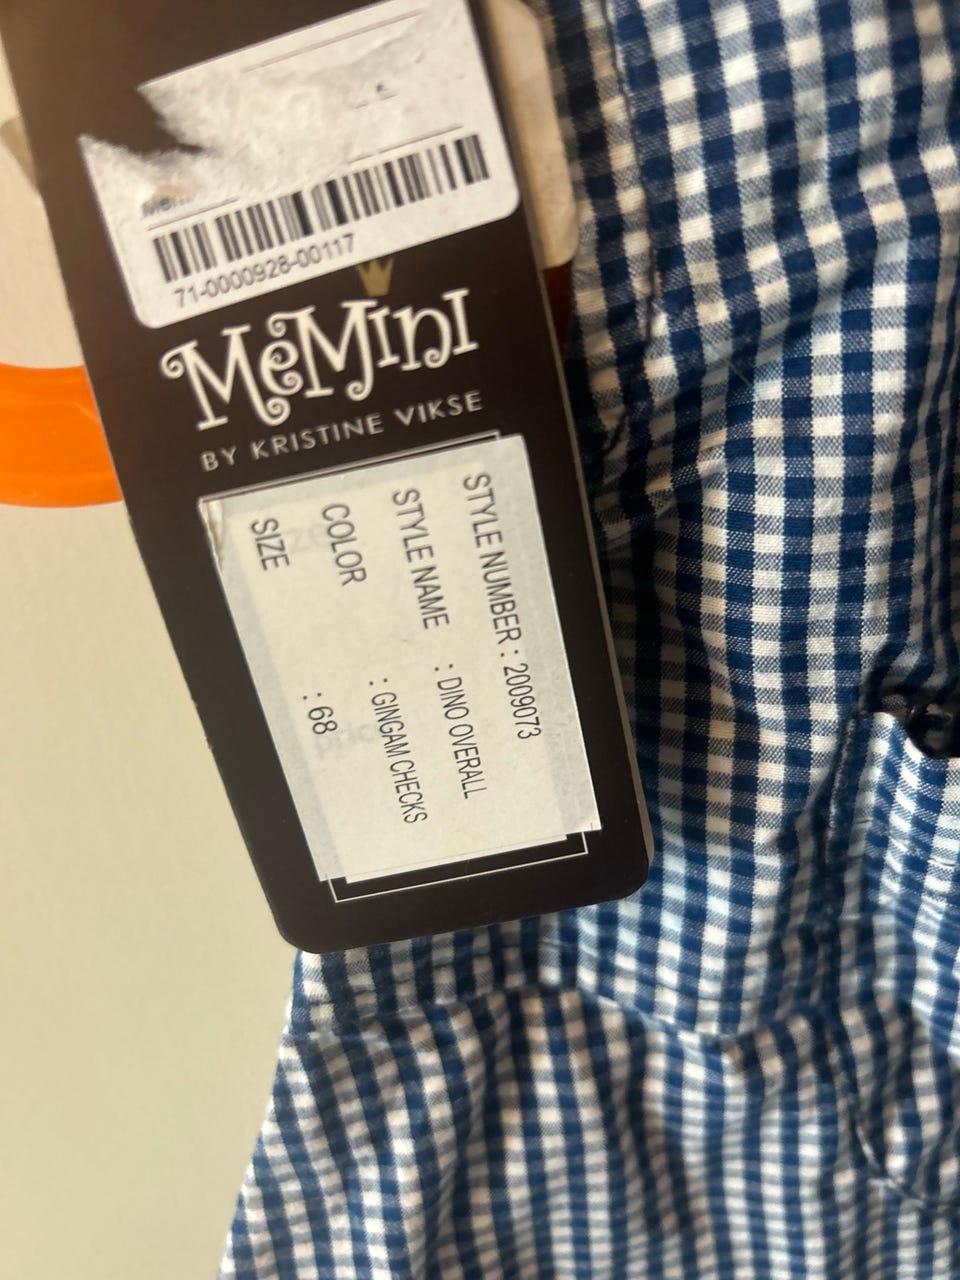 71-0000928-00117
MeMini
BY KRISTINE VIKSE
STYLE NUMBER : 2009073
STYLE NAME : DINO OVERALL
COLOR : GINGAM CHECKS
SIZE : 68